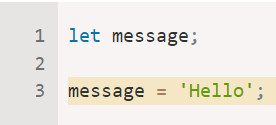 1 let message;
2
3 message = 'Hello';